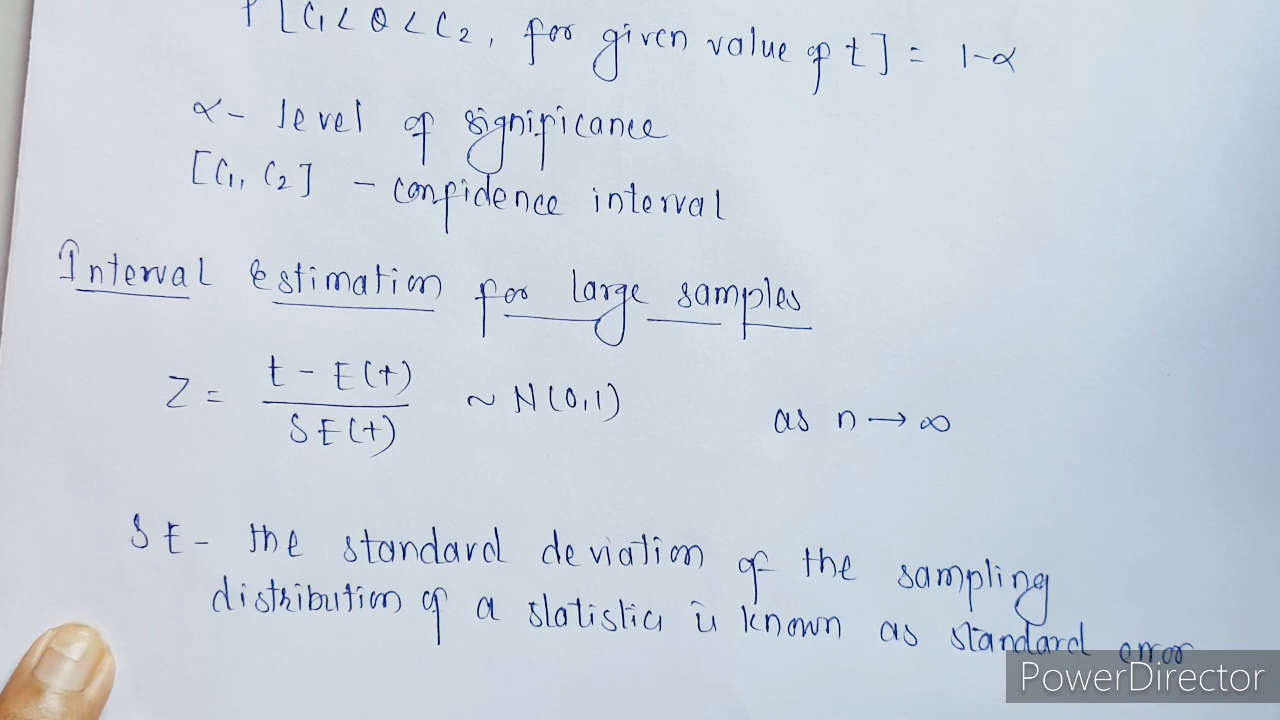 P[C₁<θ<C₂, for given value of t] = 1-α
α- level of significance
[C₁, C₂] - confidence interval
Interval Estimation for large samples
Z = (t - E(t)) / SE(t) ~ N(0,1) as n → ∞
SE - the standard deviation of the sampling
distribution of a statistic is known as standard error
PowerDirector